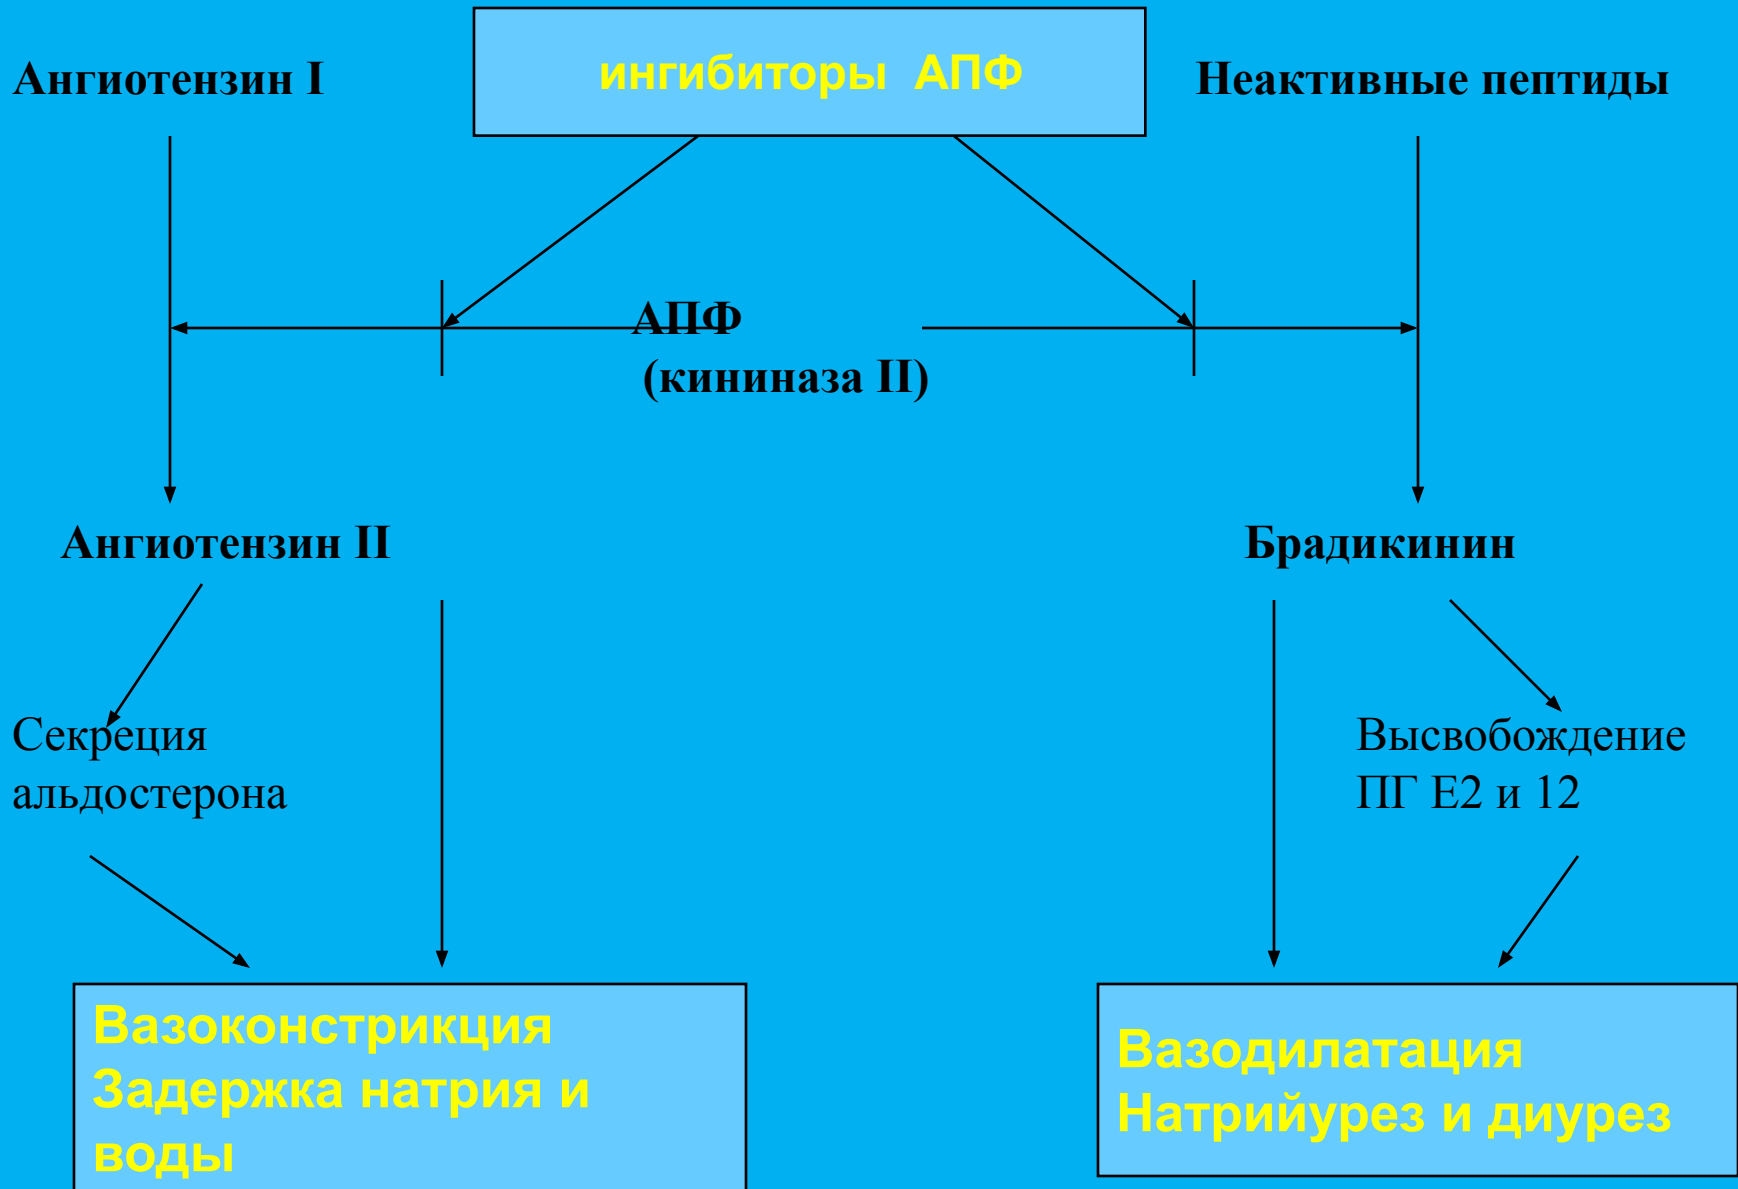 Ангиотензин I
ингибиторы АПФ
Неактивные пептиды
АПФ
(кининаза II)
Ангиотензин II
Брадикинин
Секреция
альдостерона
Высвобождение
ПГ Е2 и 12
Вазоконстрикция
Задержка натрия и
воды
Вазодилатация
Натрийурез и диурез